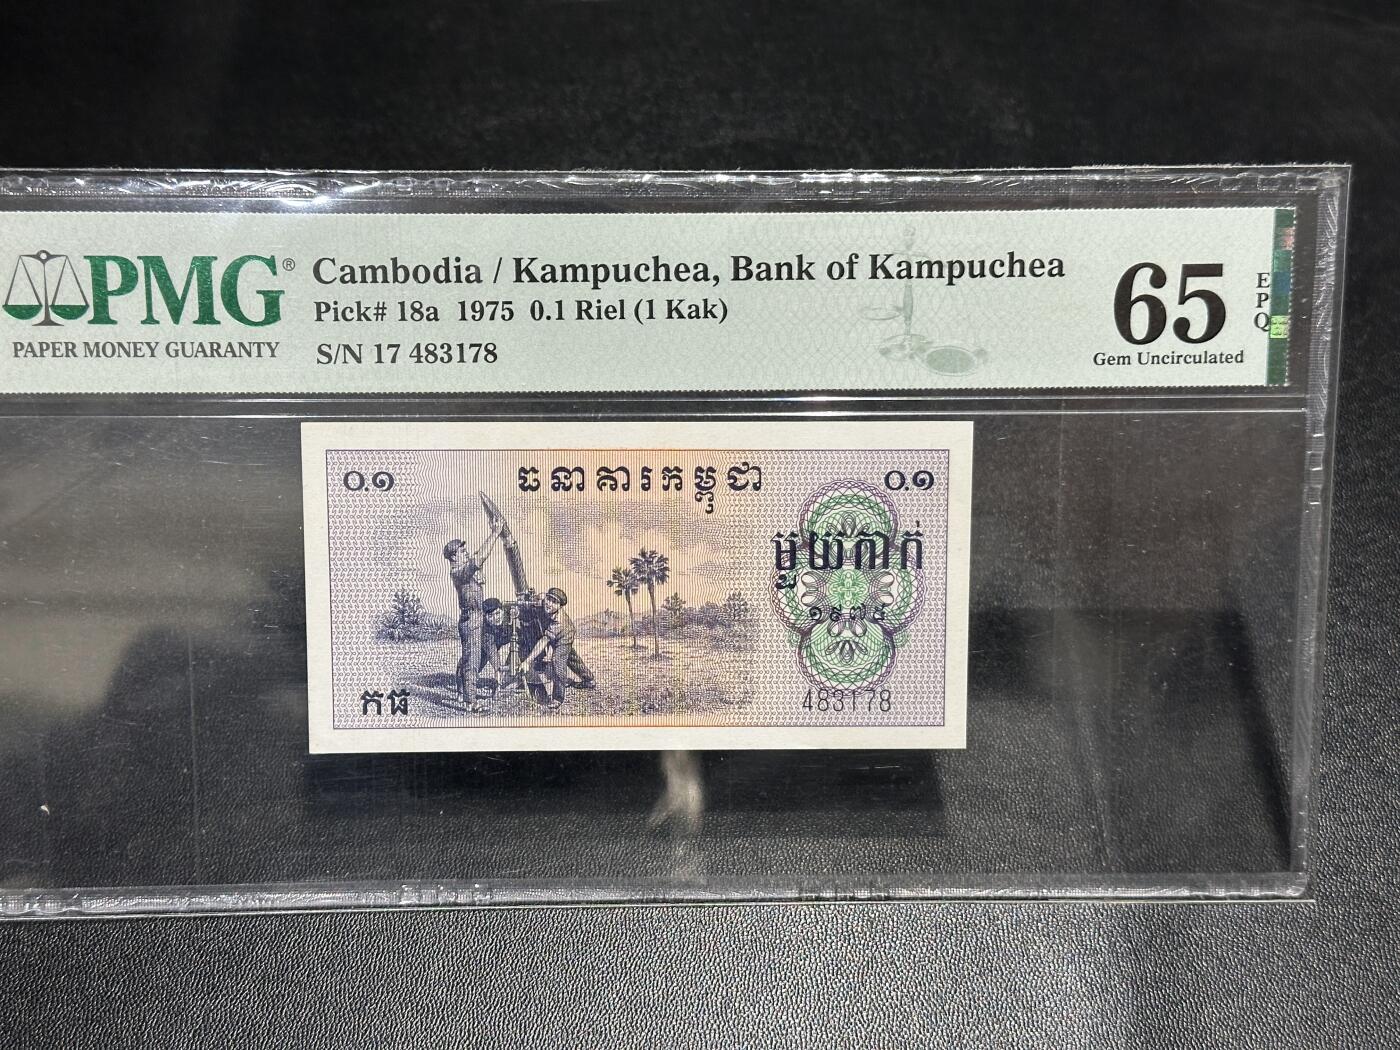 PMG®
PAPER MONEY GUARANTY
Cambodia / Kampuchea, Bank of Kampuchea
Pick# 18a 1975 0.1 Riel (1 Kak)
S/N 17 483178
65
EPQ
Gem Uncirculated
០.១
ធនាគារកម្ពុជា
០.១
មួយកាក់
១៩៧៥
កធ
483178